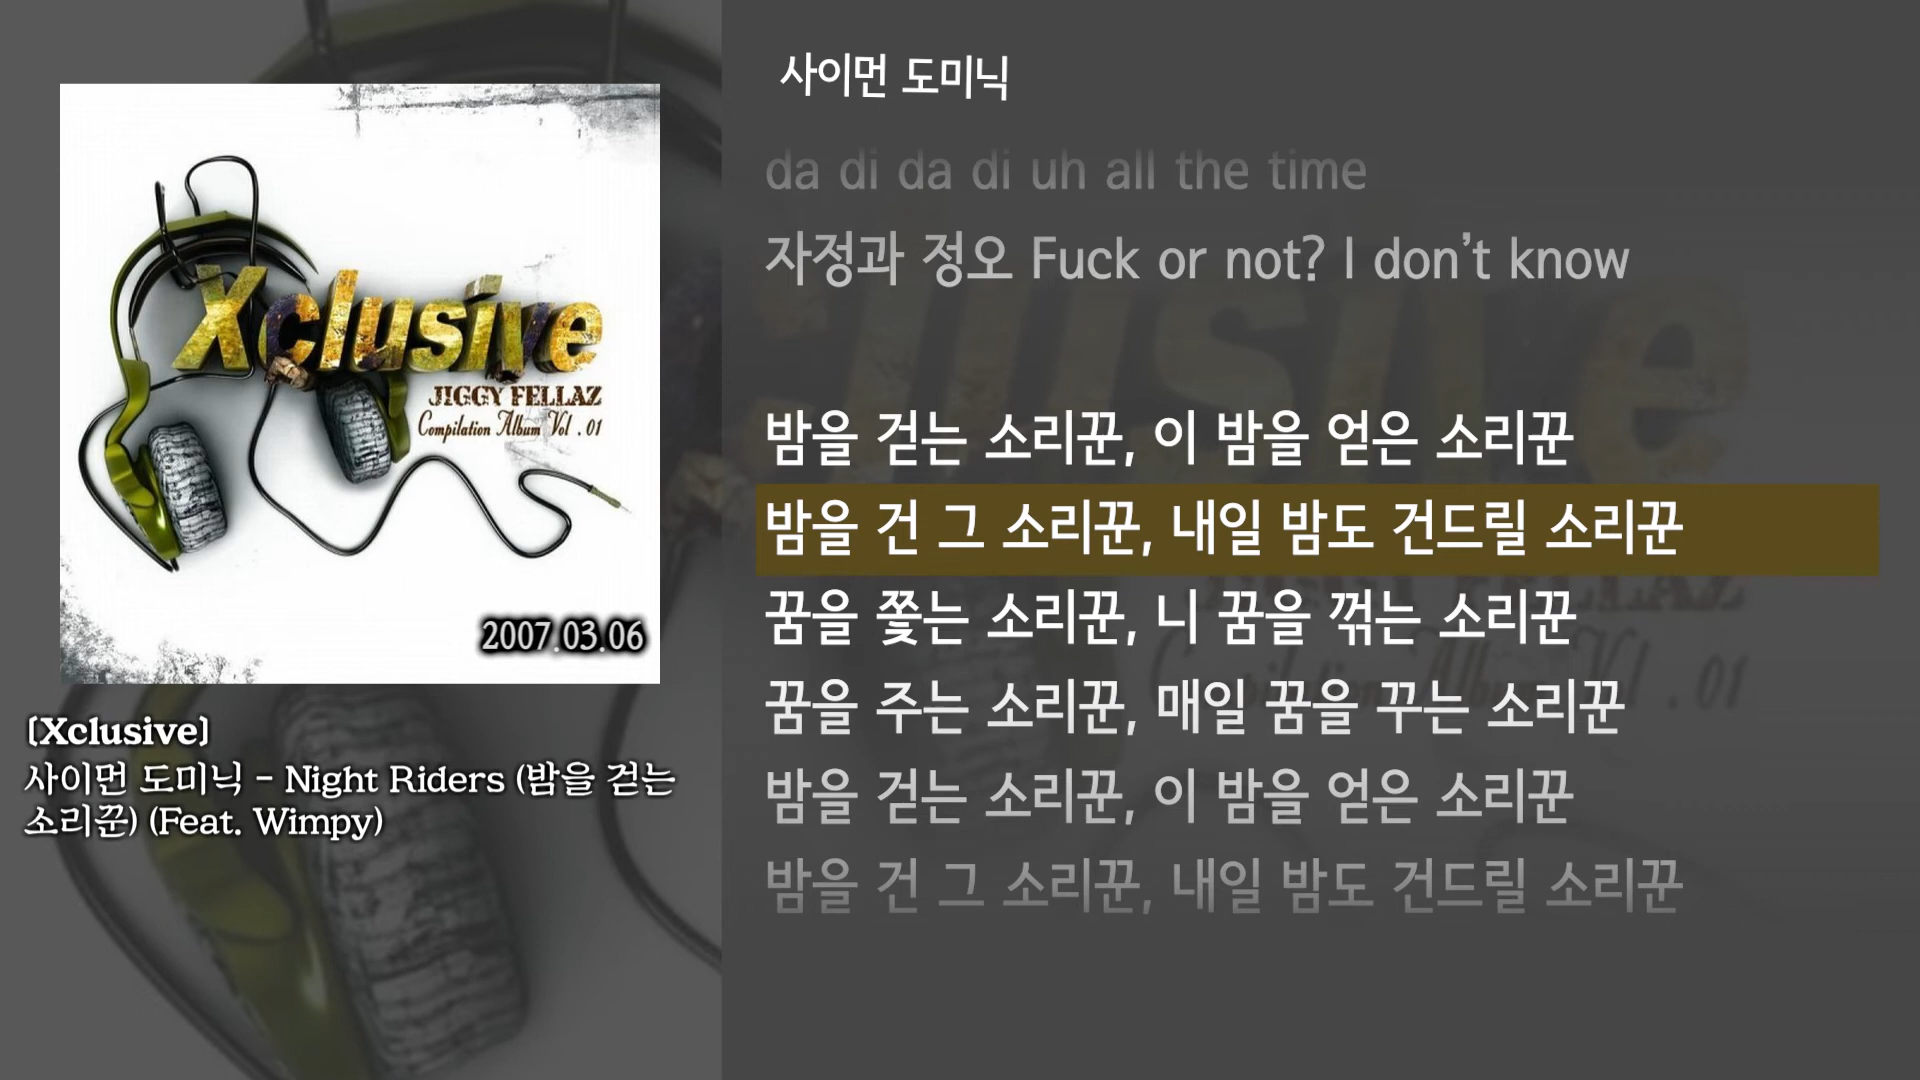 Xclusive
JIGGY FELLAZ
Compilation Album Vol . 01
2007.03.06
[Xclusive]
사이먼 도미닉 - Night Riders (밤을 걷는
소리꾼) (Feat. Wimpy)
사이먼 도미닉
da di da di uh all the time
자정과 정오 Fuck or not? I don't know
밤을 걷는 소리꾼, 이 밤을 얻은 소리꾼
밤을 건 그 소리꾼, 내일 밤도 건드릴 소리꾼
꿈을 쫓는 소리꾼, 니 꿈을 꺾는 소리꾼
꿈을 주는 소리꾼, 매일 꿈을 꾸는 소리꾼
밤을 걷는 소리꾼, 이 밤을 얻은 소리꾼
밤을 건 그 소리꾼, 내일 밤도 건드릴 소리꾼